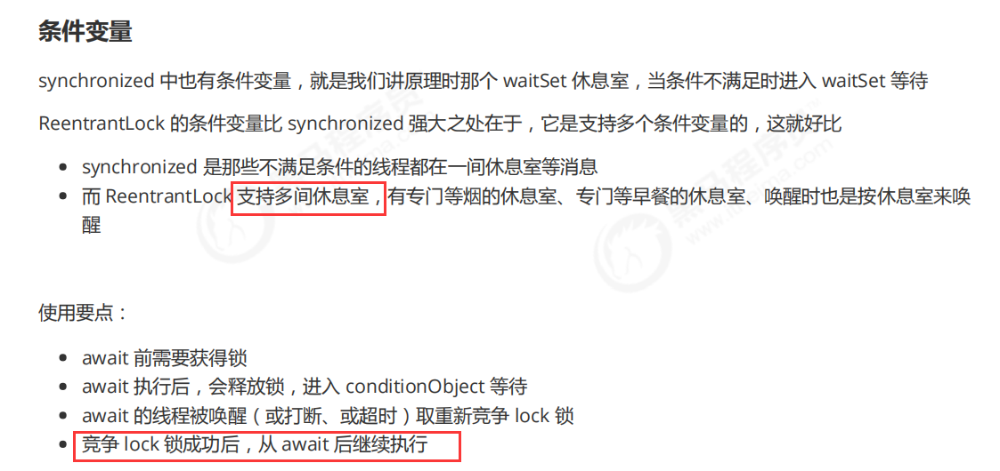 条件变量
synchronized 中也有条件变量，就是我们讲原理时那个 waitSet 休息室，当条件不满足时进入 waitSet 等待
ReentrantLock 的条件变量比 synchronized 强大之处在于，它是支持多个条件变量的，这就好比
synchronized 是那些不满足条件的线程都在一间休息室等消息
而 ReentrantLock 支持多间休息室，有专门等烟的休息室、专门等早餐的休息室、唤醒时也是按休息室来唤
醒
使用要点：
await 前需要获得锁
await 执行后，会释放锁，进入 conditionObject 等待
await 的线程被唤醒（或打断、或超时）取重新竞争 lock 锁
竞争 lock 锁成功后，从 await 后继续执行